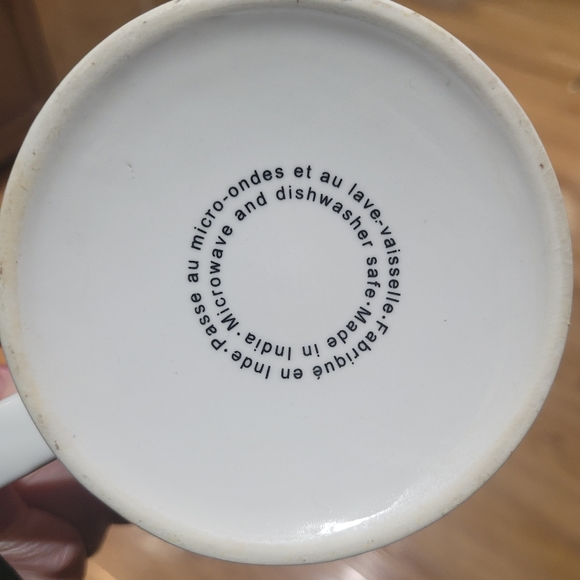 Passe au micro-ondes et au lave-vaisselle·Fabriqué en Inde·
Microwave and dishwasher safe·Made in India·